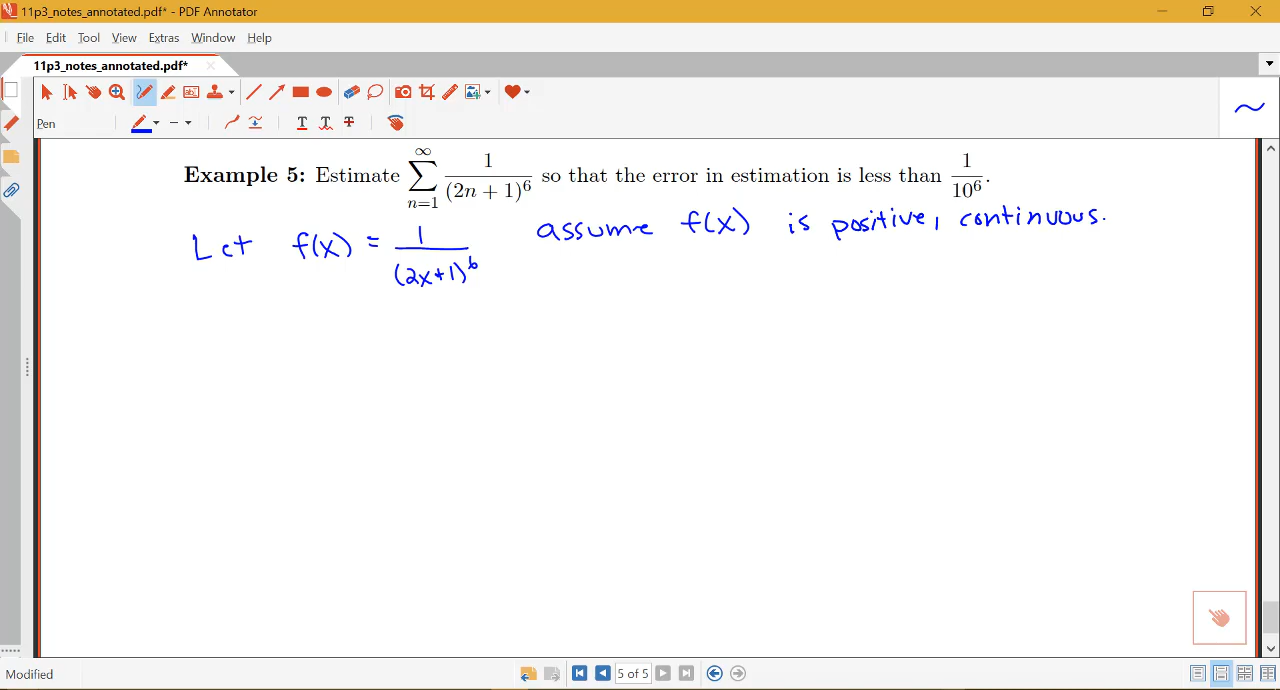 11p3_notes_annotated.pdf* - PDF Annotator
File Edit Tool View Extras Window Help
11p3_notes_annotated.pdf*
Pen
T T T
Example 5: Estimate ∑_{n=1}^{∞} 1/(2n + 1)^6 so that the error in estimation is less than 1/10^6.
Let f(x) = 1/(2x+1)^6 assume f(x) is positive, continuous.
Modified
5 of 5